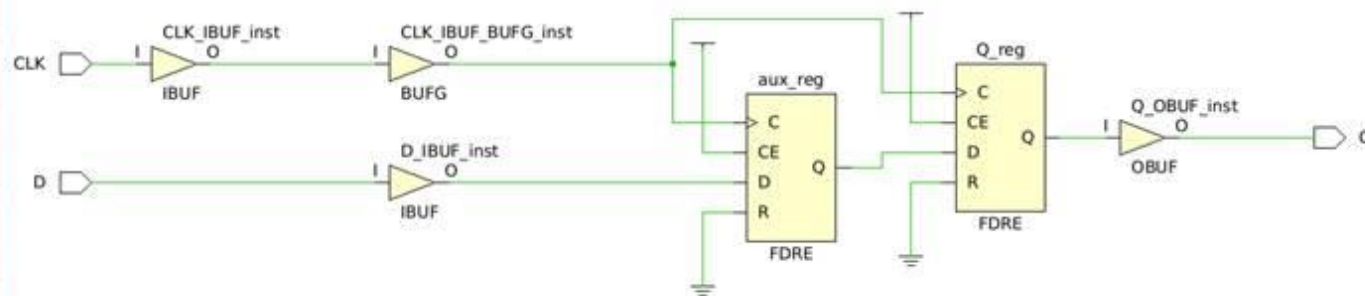 CLK_IBUF_inst
CLK
I
O
IBUF
CLK_IBUF_BUFG_inst
I
O
BUFG
D_IBUF_inst
D
I
O
IBUF
aux_reg
C
CE
D
R
Q
FDRE
Q_reg
C
CE
D
R
Q
FDRE
Q_OBUF_inst
I
O
OBUF